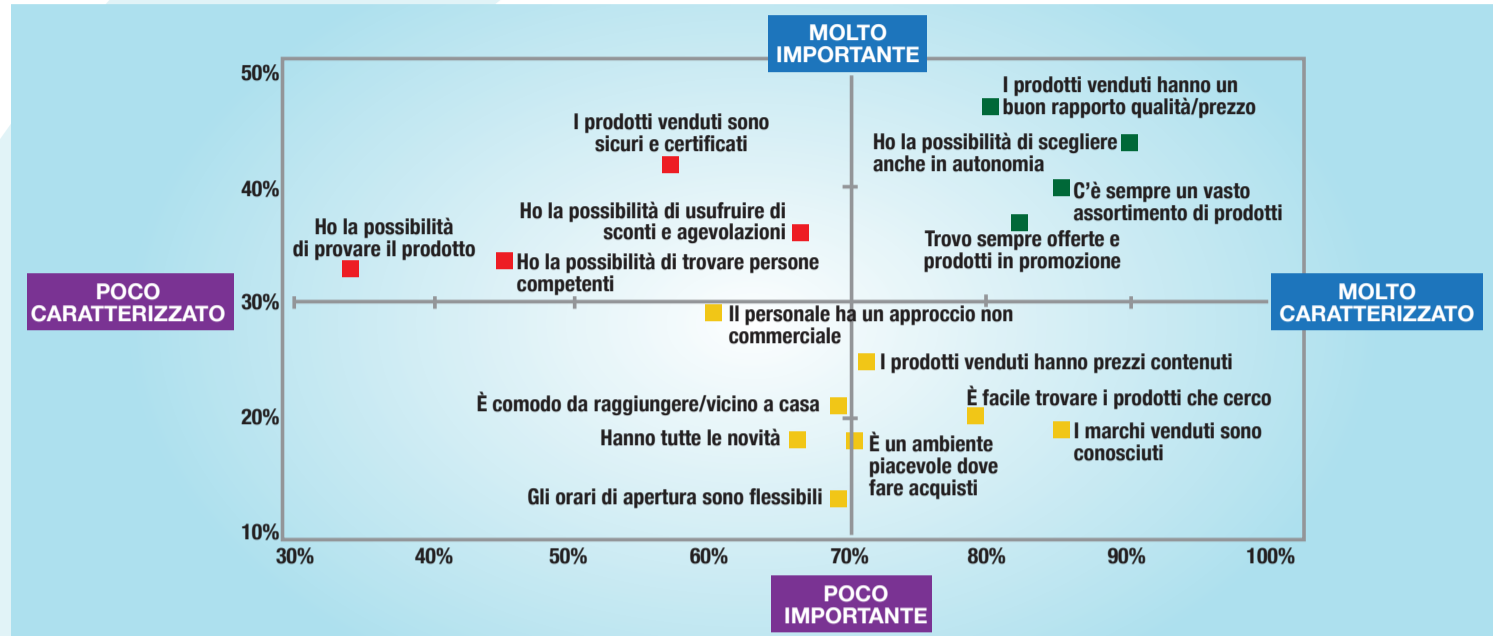 MOLTO
IMPORTANTE
50%
I prodotti venduti hanno un
buon rapporto qualità/prezzo
I prodotti venduti sono
sicuri e certificati
Ho la possibilità di scegliere
anche in autonomia
40%
C'è sempre un vasto
assortimento di prodotti
Ho la possibilità di usufruire di
sconti e agevolazioni
Ho la possibilità
di provare il prodotto
Trovo sempre offerte e
prodotti in promozione
Ho la possibilità di trovare persone
competenti
POCO
CARATTERIZZATO
30%
MOLTO
CARATTERIZZATO
Il personale ha un approccio non
commerciale
I prodotti venduti hanno prezzi contenuti
È facile trovare i prodotti che cerco
È comodo da raggiungere/vicino a casa
20%
I marchi venduti sono
conosciuti
Hanno tutte le novità
È un ambiente
piacevole dove
fare acquisti
Gli orari di apertura sono flessibili
10%
30% 40% 50% 60% 70% 80% 90% 100%
POCO
IMPORTANTE